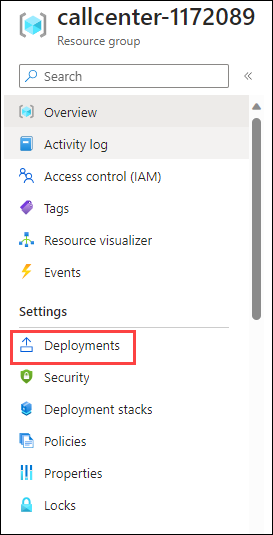 callcenter-1172089
Resource group
Search
Overview
Activity log
Access control (IAM)
Tags
Resource visualizer
Events
Settings
Deployments
Security
Deployment stacks
Policies
Properties
Locks